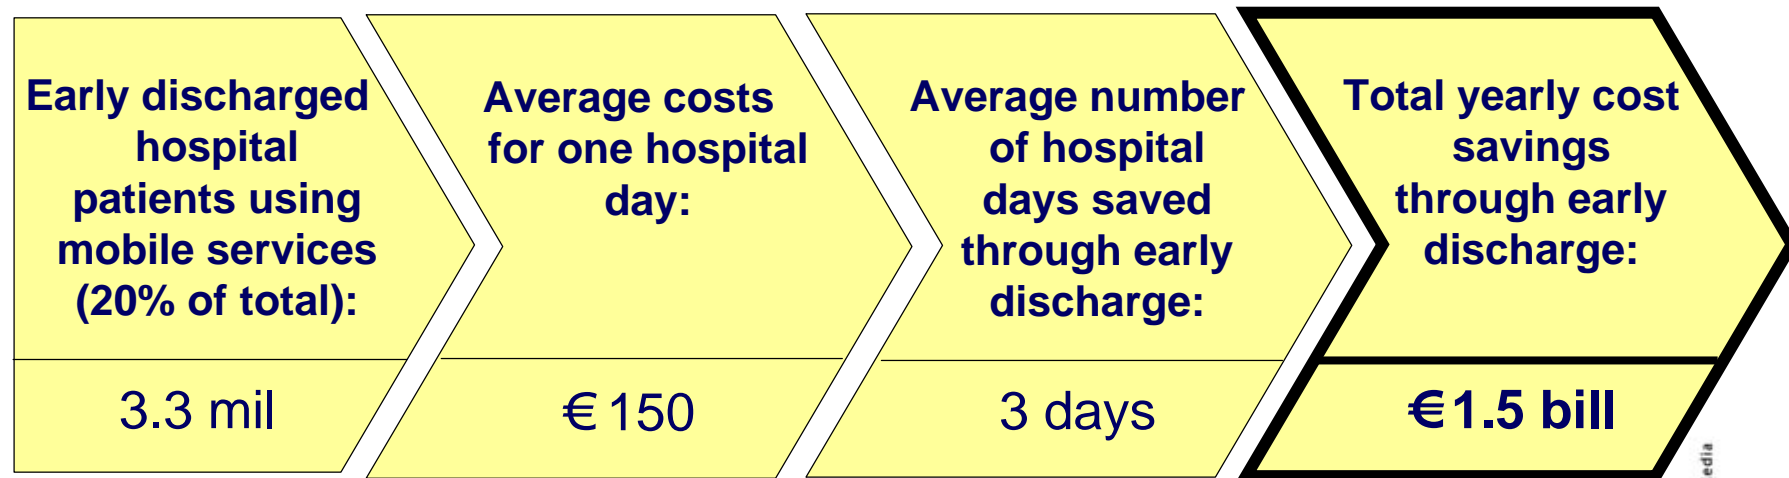 Early discharged
hospital
patients using
mobile services
(20% of total):
3.3 mil
Average costs
for one hospital
day:
€150
Average number
of hospital
days saved
through early
discharge:
3 days
Total yearly cost
savings
through early
discharge:
€1.5 bill
edia